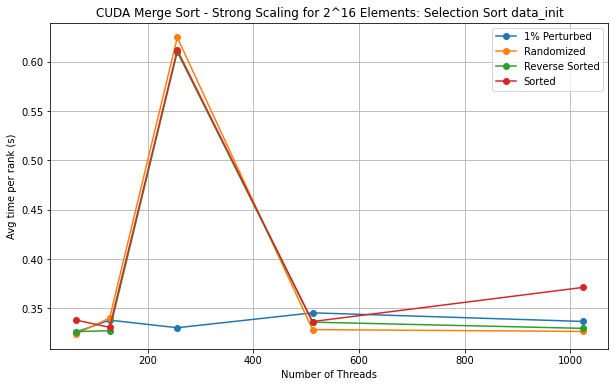 CUDA Merge Sort - Strong Scaling for 2^16 Elements: Selection Sort data_init
1% Perturbed
Randomized
Reverse Sorted
Sorted
Avg time per rank (s)
0.60
0.55
0.50
0.45
0.40
0.35
200 400 600 800 1000
Number of Threads